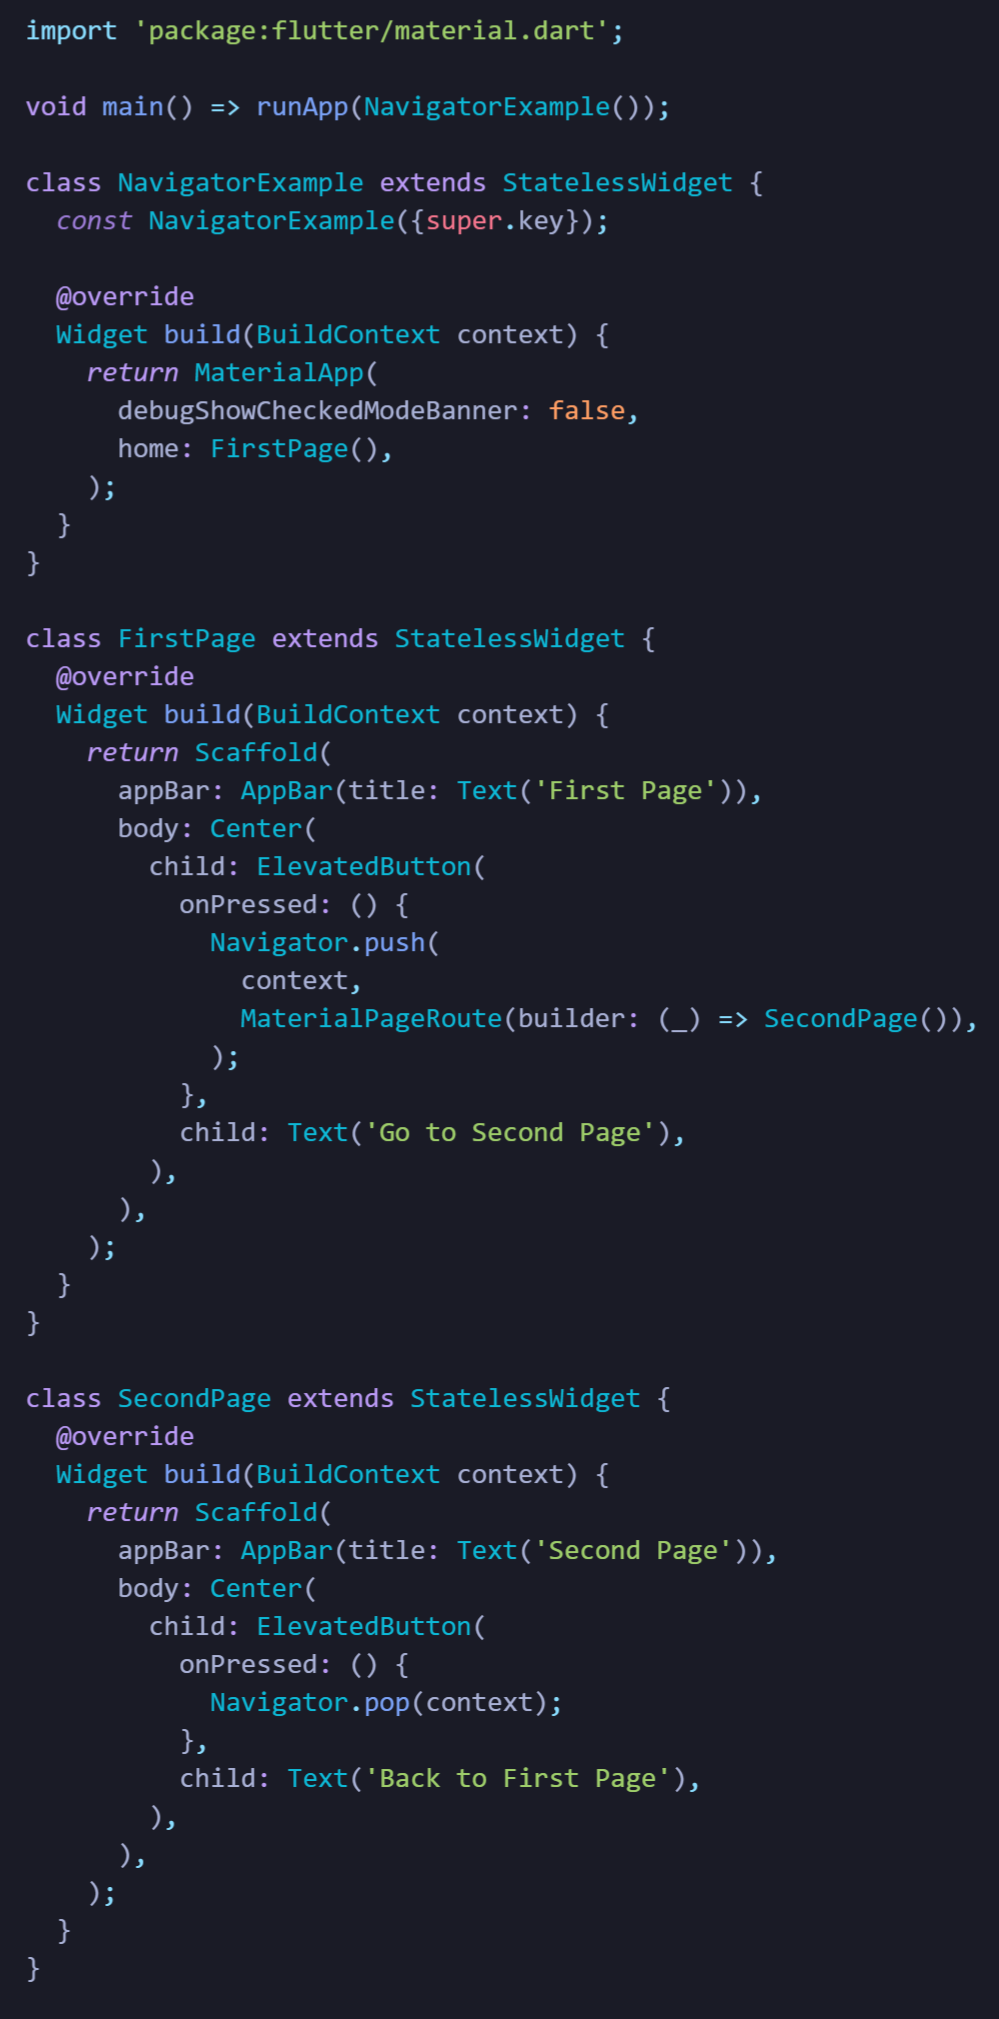 import 'package:flutter/material.dart';

void main() => runApp(NavigatorExample());

class NavigatorExample extends StatelessWidget {
  const NavigatorExample({super.key});

  @override
  Widget build(BuildContext context) {
    return MaterialApp(
      debugShowCheckedModeBanner: false,
      home: FirstPage(),
    );
  }
}

class FirstPage extends StatelessWidget {
  @override
  Widget build(BuildContext context) {
    return Scaffold(
      appBar: AppBar(title: Text('First Page')),
      body: Center(
        child: ElevatedButton(
          onPressed: () {
            Navigator.push(
              context,
              MaterialPageRoute(builder: (_) => SecondPage()),
            );
          },
          child: Text('Go to Second Page'),
        ),
      ),
    );
  }
}

class SecondPage extends StatelessWidget {
  @override
  Widget build(BuildContext context) {
    return Scaffold(
      appBar: AppBar(title: Text('Second Page')),
      body: Center(
        child: ElevatedButton(
          onPressed: () {
            Navigator.pop(context);
          },
          child: Text('Back to First Page'),
        ),
      ),
    );
  }
}